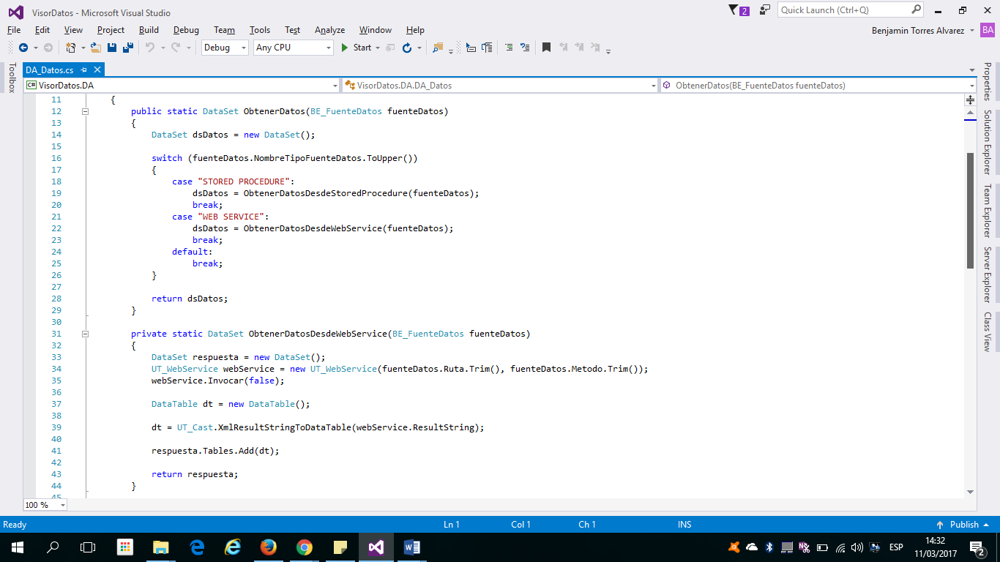 VisorDatos - Microsoft Visual Studio
2
Quick Launch (Ctrl+Q)
File Edit View Project Build Debug Team Tools Test Analyze Window Help
Benjamin Torres Alvarez
BA
Debug
Any CPU
Start
Toolbox
DA_Datos.cs
C# VisorDatos.DA
VisorDatos.DA.DA_Datos
ObtenerDatos(BE_FuenteDatos fuenteDatos)
11 {
12 public static DataSet ObtenerDatos(BE_FuenteDatos fuenteDatos)
13 {
14 DataSet dsDatos = new DataSet();
15
16 switch (fuenteDatos.NombreTipoFuenteDatos.ToUpper())
17 {
18 case "STORED PROCEDURE":
19 dsDatos = ObtenerDatosDesdeStoredProcedure(fuenteDatos);
20 break;
21 case "WEB SERVICE":
22 dsDatos = ObtenerDatosDesdeWebService(fuenteDatos);
23 break;
24 default:
25 break;
26 }
27
28 return dsDatos;
29 }
30
31 private static DataSet ObtenerDatosDesdeWebService(BE_FuenteDatos fuenteDatos)
32 {
33 DataSet respuesta = new DataSet();
34 UT_WebService webService = new UT_WebService(fuenteDatos.Ruta.Trim(), fuenteDatos.Metodo.Trim());
35 webService.Invocar(false);
36
37 DataTable dt = new DataTable();
38
39 dt = UT_Cast.XmlResultStringToDataTable(webService.ResultString);
40
41 respuesta.Tables.Add(dt);
42
43 return respuesta;
44 }
45
Properties
Solution Explorer
Team Explorer
Server Explorer
Class View
100 %
Ready
Ln 1
Col 1
Ch 1
INS
Publish
ESP
14:32
11/03/2017
2